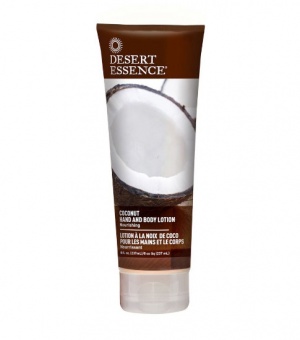 DESERT
ESSENCE®
COCONUT
HAND AND BODY LOTION
Nourishing
LOTION À LA NOIX DE COCO
POUR LES MAINS ET LE CORPS
Nourrissant